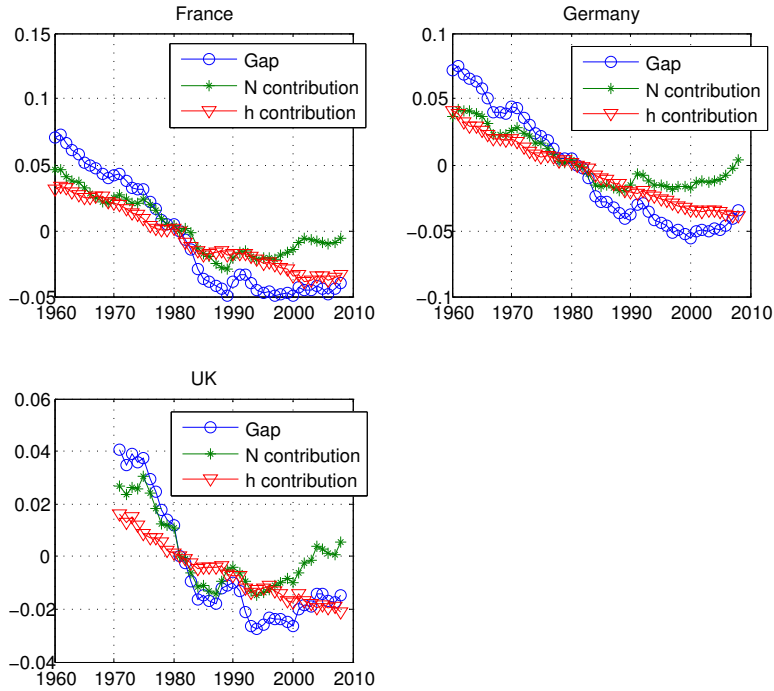 France
0.15
0.1
0.05
0
−0.05
1960 1970 1980 1990 2000 2010
Gap
N contribution
h contribution
Germany
0.1
0.05
0
−0.05
−0.1
1960 1970 1980 1990 2000 2010
Gap
N contribution
h contribution
UK
0.06
0.04
0.02
0
−0.02
−0.04
1960 1970 1980 1990 2000 2010
Gap
N contribution
h contribution